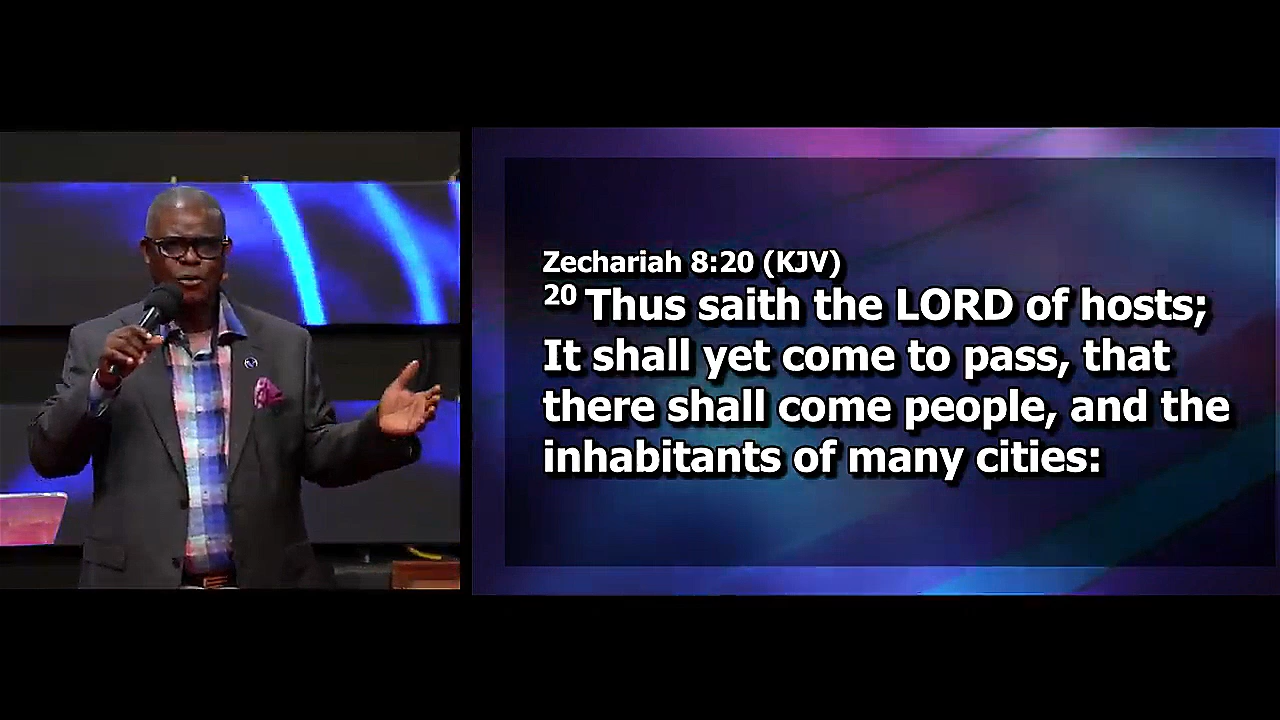 Zechariah 8:20 (KJV)
20 Thus saith the LORD of hosts;
It shall yet come to pass, that
there shall come people, and the
inhabitants of many cities: